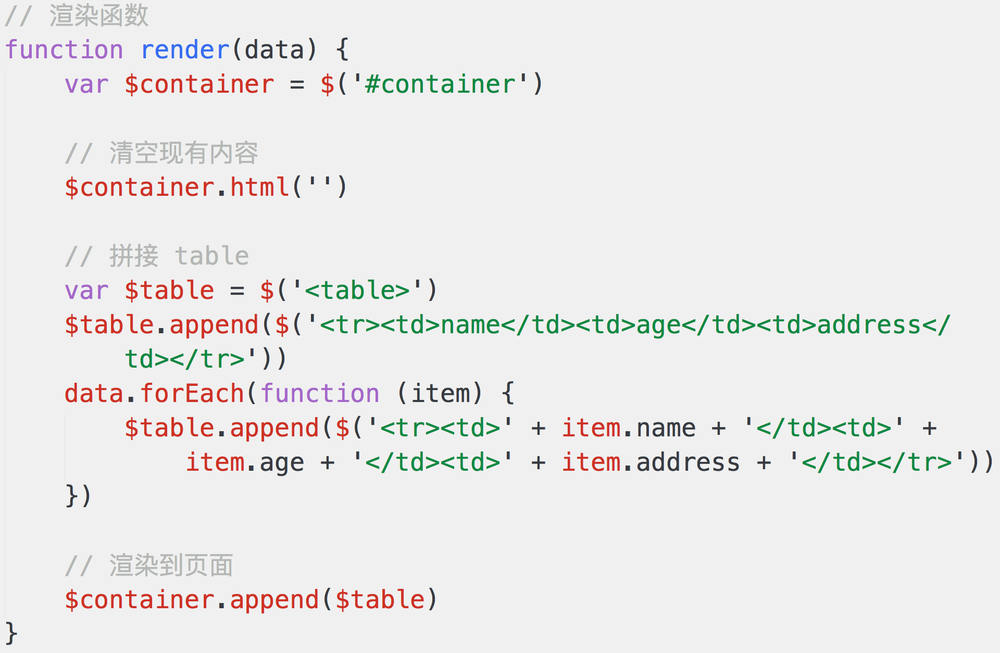 // 渲染函数
function render(data) {
    var $container = $('#container')

    // 清空现有内容
    $container.html('')

    // 拼接 table
    var $table = $('<table>')
    $table.append($('<tr><td>name</td><td>age</td><td>address</
        td></tr>'))
    data.forEach(function (item) {
        $table.append($('<tr><td>' + item.name + '</td><td>' +
            item.age + '</td><td>' + item.address + '</td></tr>'))
    })

    // 渲染到页面
    $container.append($table)
}